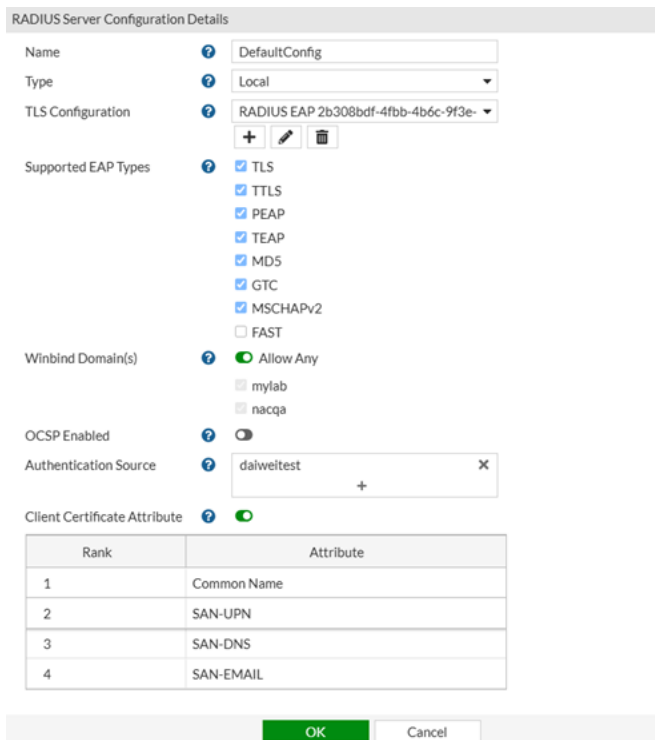 RADIUS Server Configuration Details
Name ? DefaultConfig
Type ? Local
TLS Configuration ? RADIUS EAP 2b308bdf-4fbb-4b6c-9f3e-
Supported EAP Types ? TLS
TTLS
PEAP
TEAP
MD5
GTC
MSCHAPv2
FAST
Winbind Domain(s) ? Allow Any
mylab
nacqa
OCSP Enabled ?
Authentication Source ? daiweitest
Client Certificate Attribute ?
Rank Attribute
1 Common Name
2 SAN-UPN
3 SAN-DNS
4 SAN-EMAIL
OK Cancel